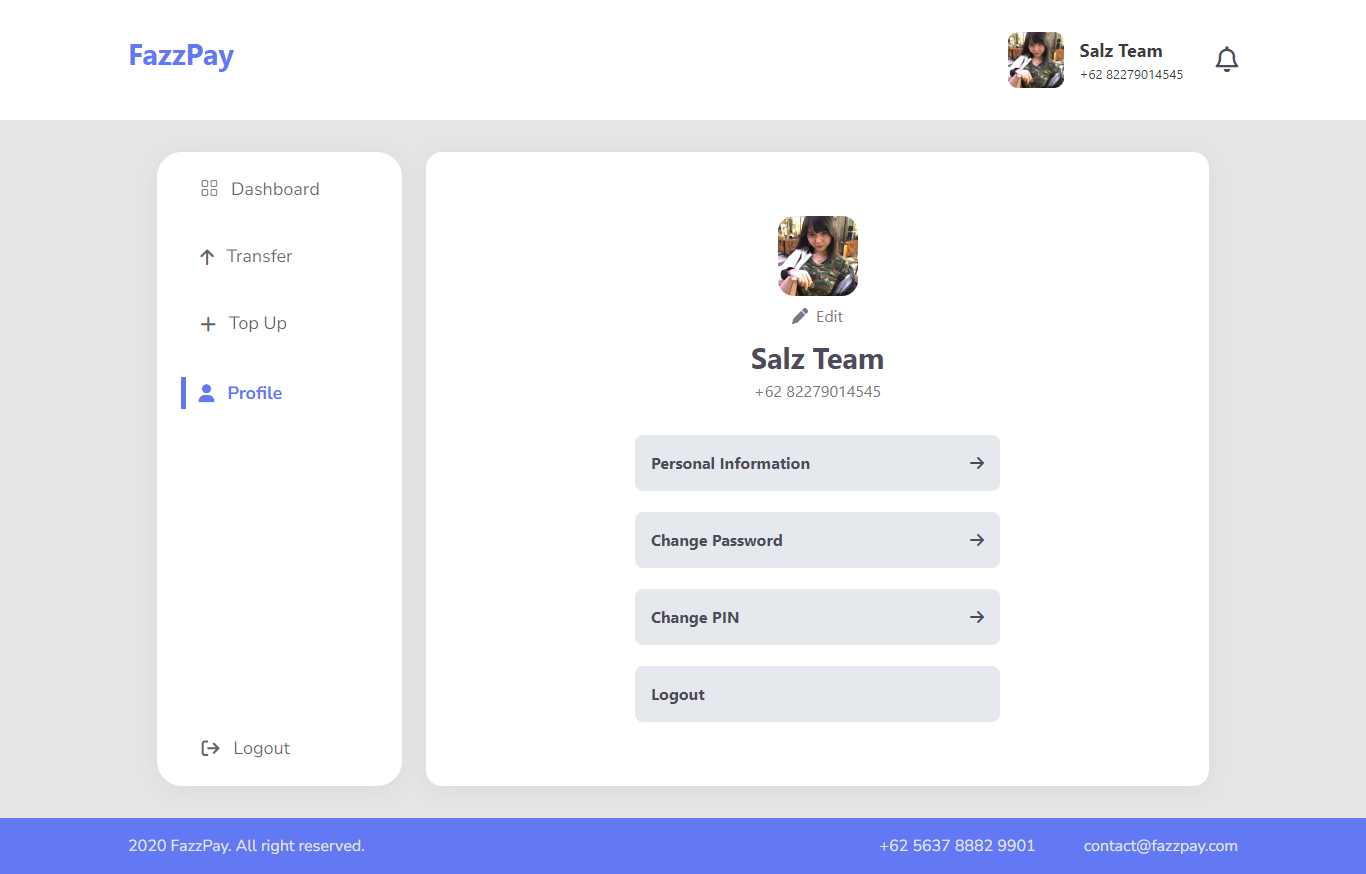 FazzPay
Salz Team
+62 82279014545
Dashboard
Transfer
Top Up
Profile
Logout
Edit
Salz Team
+62 82279014545
Personal Information
Change Password
Change PIN
Logout
2020 FazzPay. All right reserved.
+62 5637 8882 9901
contact@fazzpay.com